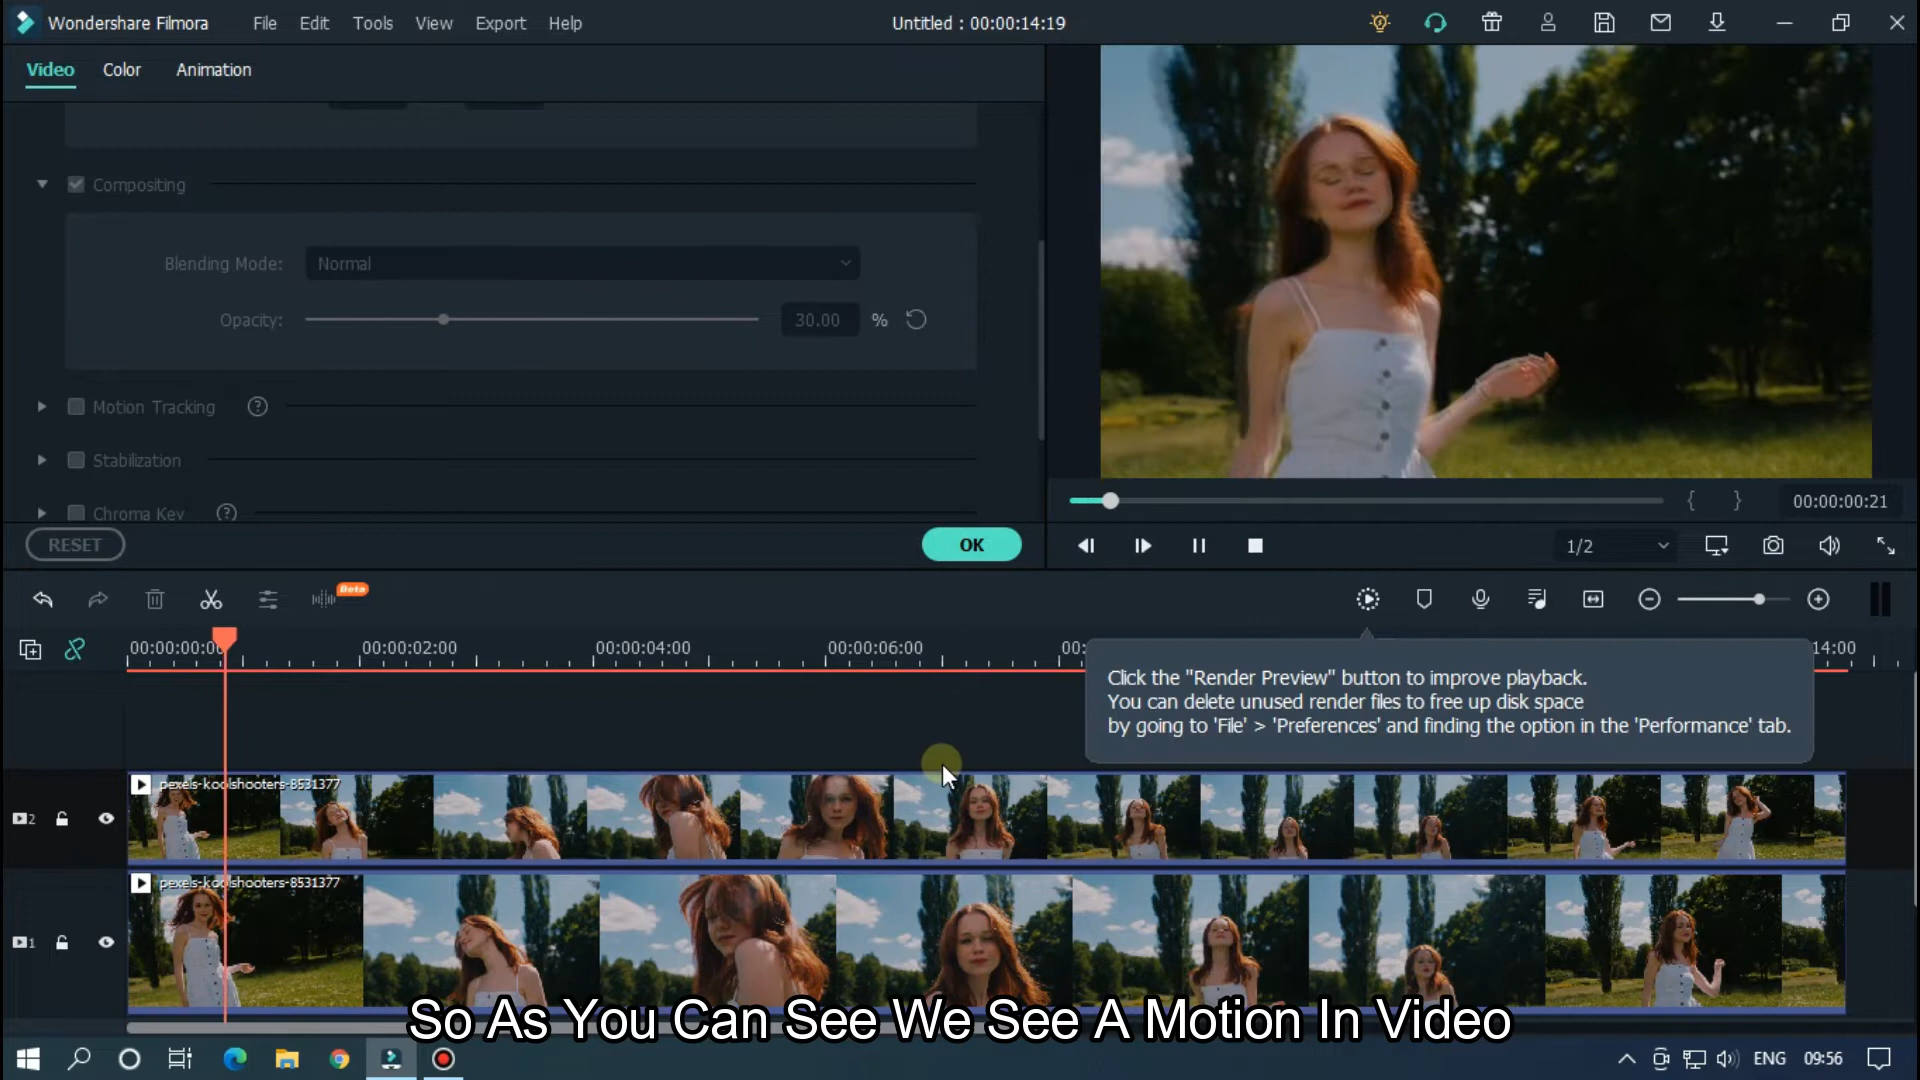 Wondershare Filmora File Edit Tools View Export Help Untitled : 00:00:14:19
Video Color Animation
Compositing
Blending Mode: Normal
Opacity: 30.00 %
Motion Tracking
Stabilization
Chroma Key
RESET OK
00:00:00:21
1/2
Beta
00:00:00:0 00:00:02:00 00:00:04:00 00:00:06:00 00: 14:00
Click the "Render Preview" button to improve playback.
You can delete unused render files to free up disk space
by going to 'File' > 'Preferences' and finding the option in the 'Performance' tab.
pexels-koolshooters-8531377
2
pexels-koolshooters-8531377
1
So As You Can See We See A Motion In Video
ENG 09:56